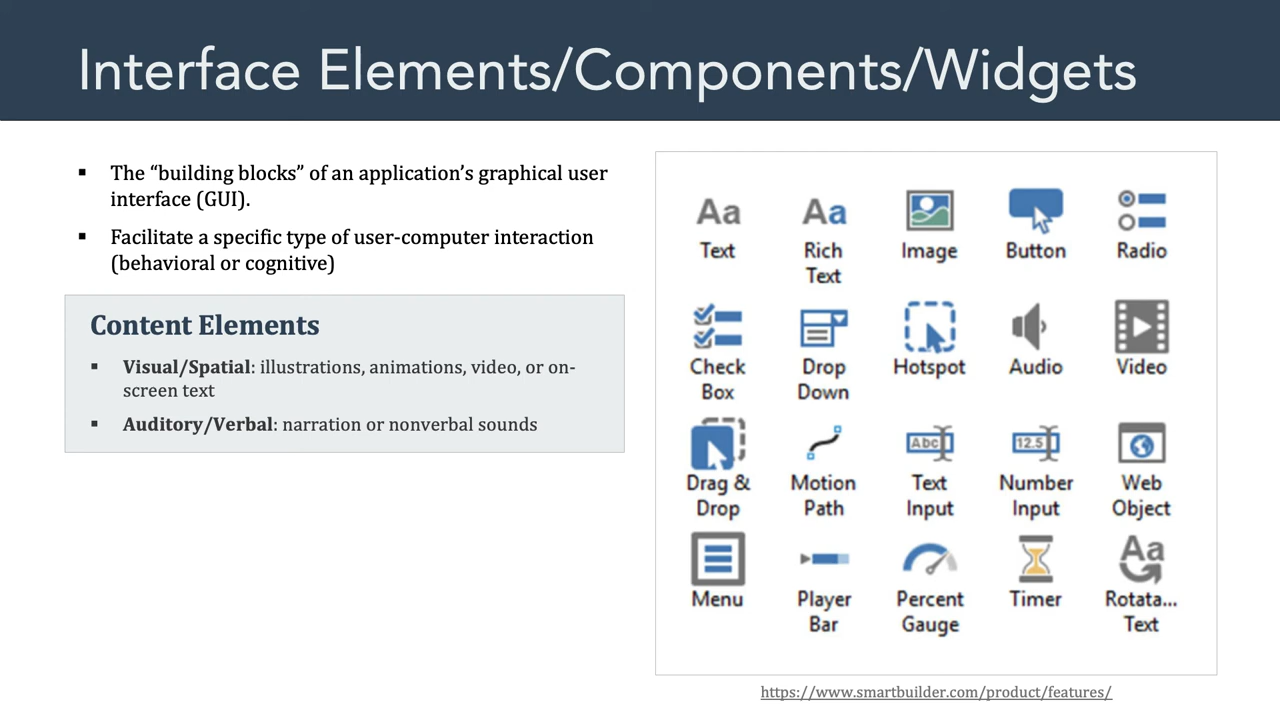 Interface Elements/Components/Widgets
▪ The “building blocks” of an application’s graphical user
interface (GUI).
▪ Facilitate a specific type of user-computer interaction
(behavioral or cognitive)
Content Elements
▪ Visual/Spatial: illustrations, animations, video, or on-
screen text
▪ Auditory/Verbal: narration or nonverbal sounds
Aa
Text
Aa
Rich
Text
Image
Button
Radio
Check
Box
Drop
Down
Hotspot
Audio
Video
Drag &
Drop
Motion
Path
Abc
Text
Input
12.5
Number
Input
Web
Object
Menu
Player
Bar
Percent
Gauge
Timer
Aa
Rotata...
Text
https://www.smartbuilder.com/product/features/